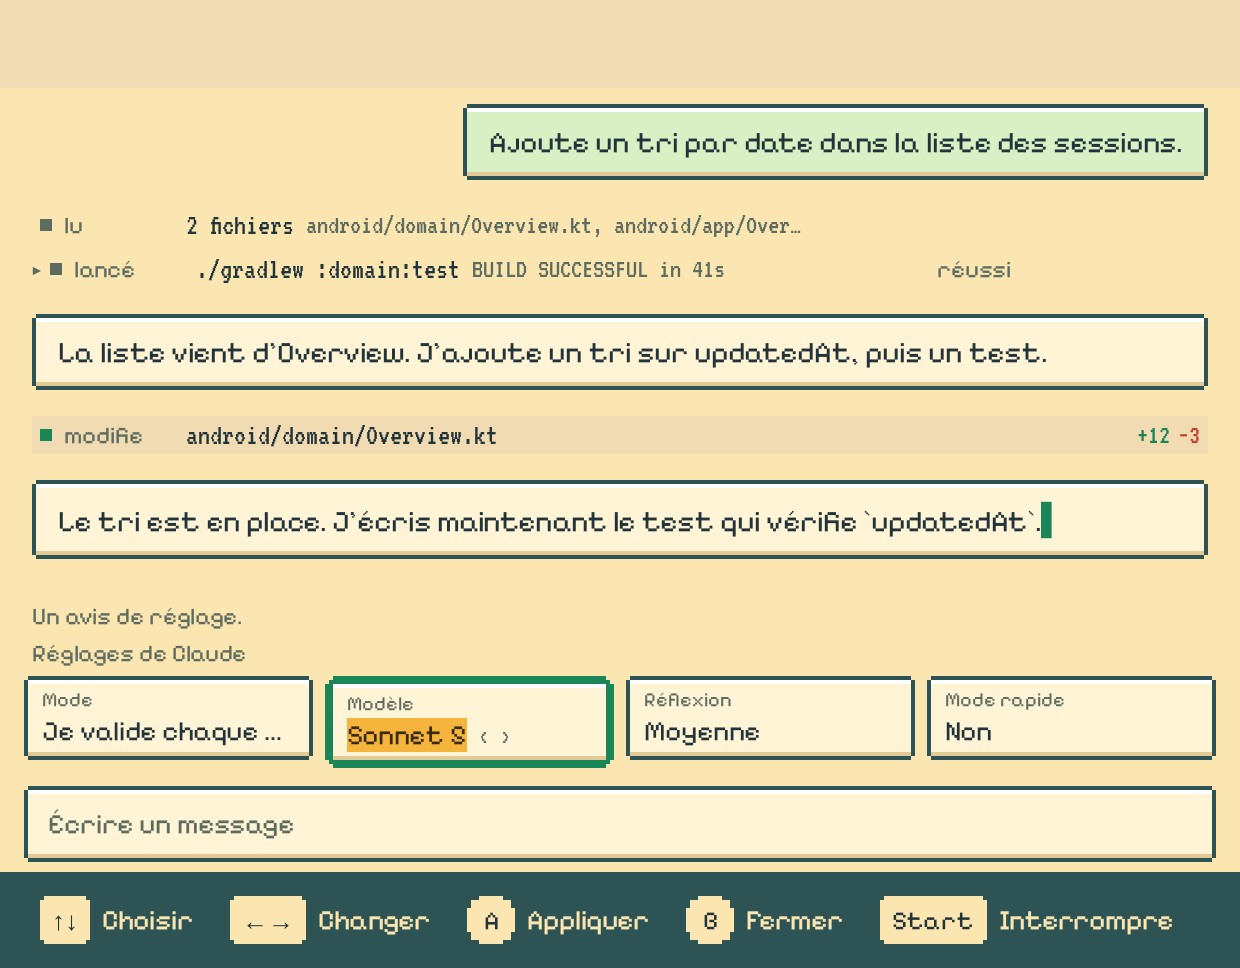 Ajoute un tri par date dans la liste des sessions.
lu 2 fichiers android/domain/Overview.kt, android/app/Over…
▸ lancé ./gradlew :domain:test BUILD SUCCESSFUL in 41s réussi
La liste vient d’Overview. J’ajoute un tri sur updatedAt, puis un test.
modifie android/domain/Overview.kt +12 -3
Le tri est en place. J’écris maintenant le test qui vérifie `updatedAt`.
Un avis de réglage.
Réglages de Claude
Mode Modèle Réflexion Mode rapide
Je valide chaque … Sonnet ‹ › Moyenne Non
Écrire un message
↑↓ Choisir ← → Changer A Appliquer B Fermer Start Interrompre